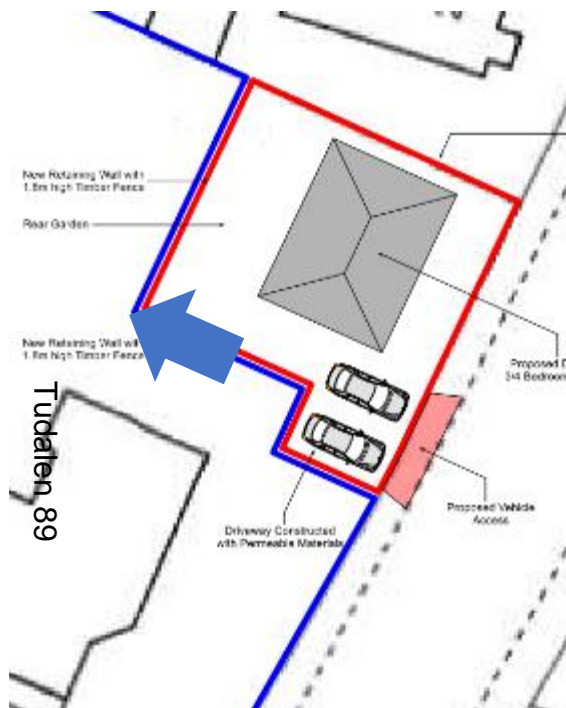 New Retaining Wall with
1.8m high Timber Fence
Rear Garden
New Retaining Wall with
1.8m high Timber Fence
Proposed D
3/4 Bedroom
Tudalen 89
Proposed Vehicle
Access
Driveway Constructed
with Permeable Materials